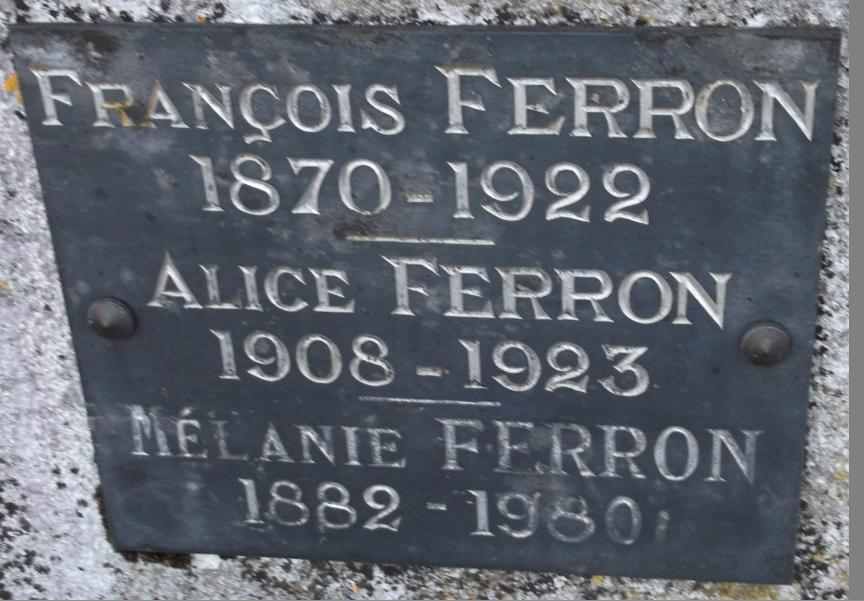 FRANÇOIS FERRON
1870 - 1922
ALICE FERRON
1908 - 1923
MÉLANIE FERRON
1882 - 1980